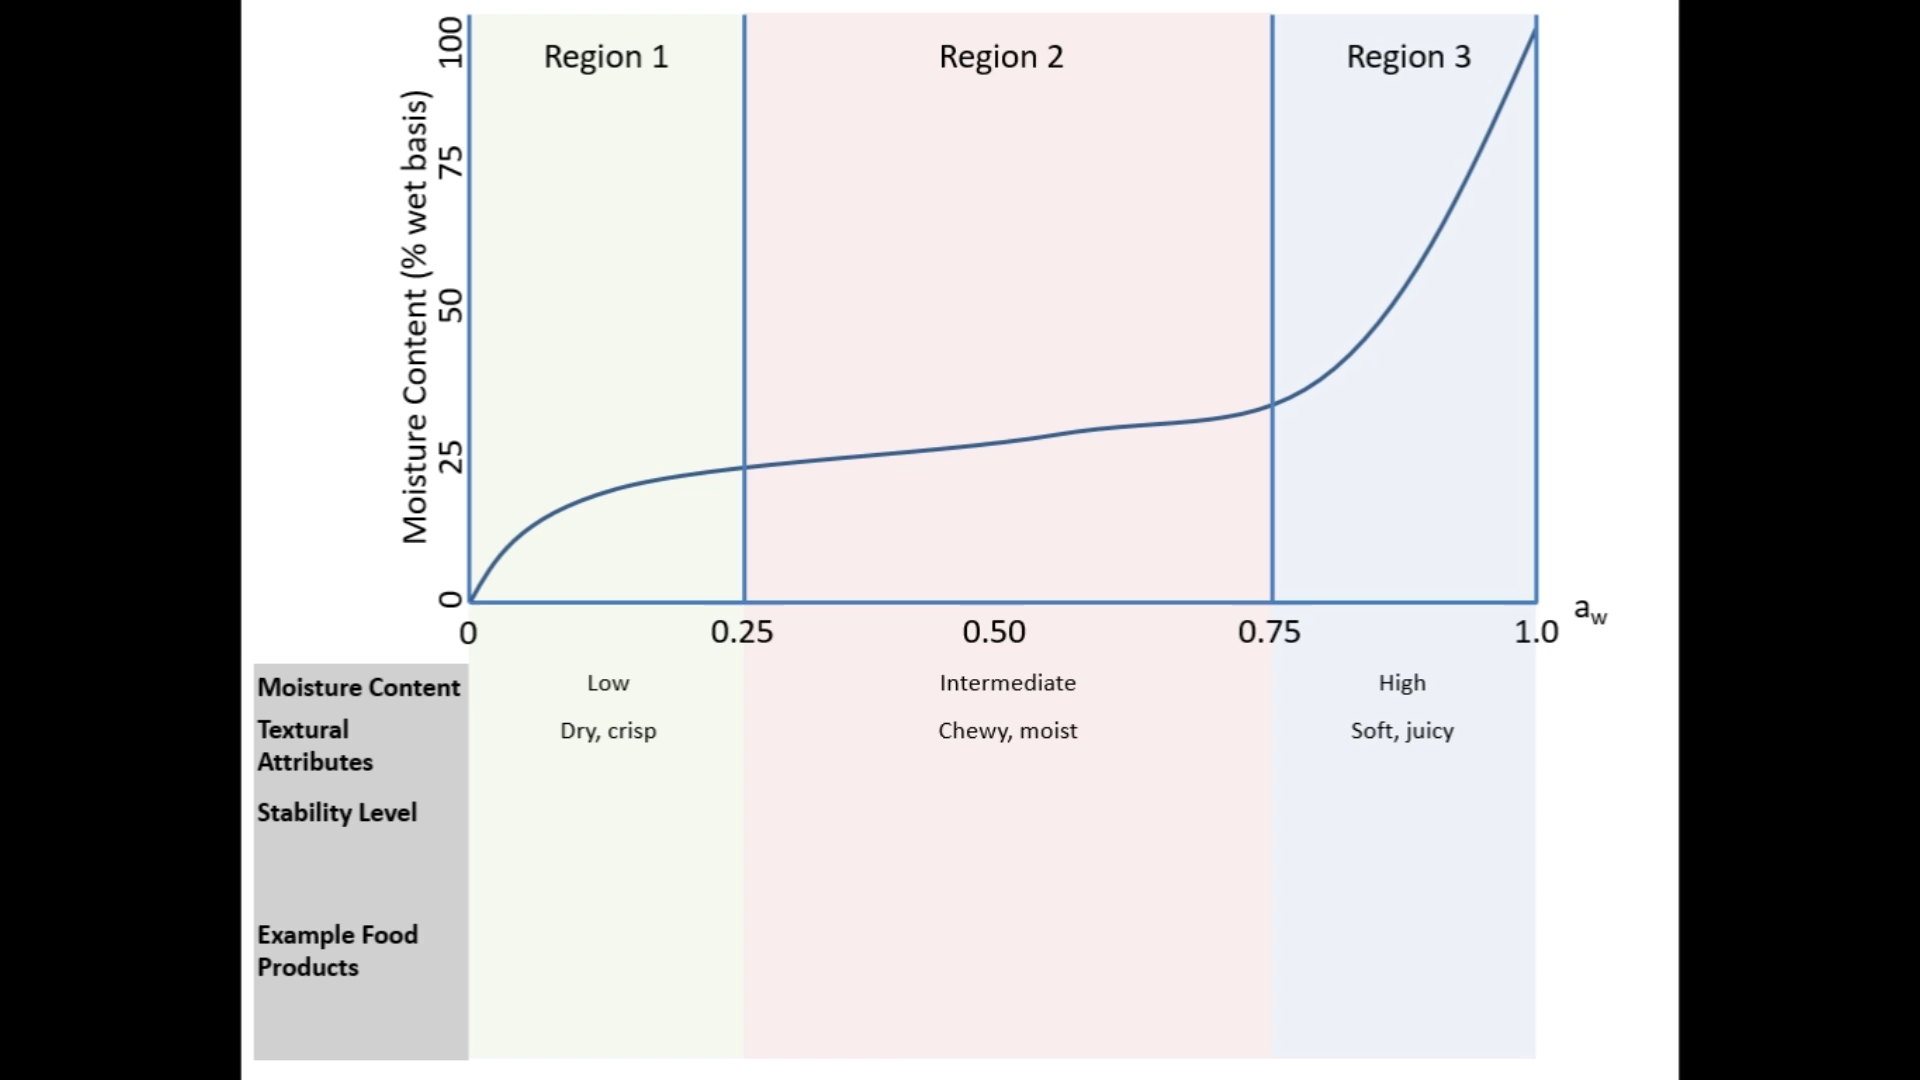 Region 1
Region 2
Region 3
Moisture Content (% wet basis)
100
75
50
25
0
0
0.25
0.50
0.75
1.0
aw
Moisture Content
Low
Intermediate
High
Textural
Attributes
Dry, crisp
Chewy, moist
Soft, juicy
Stability Level
Example Food
Products